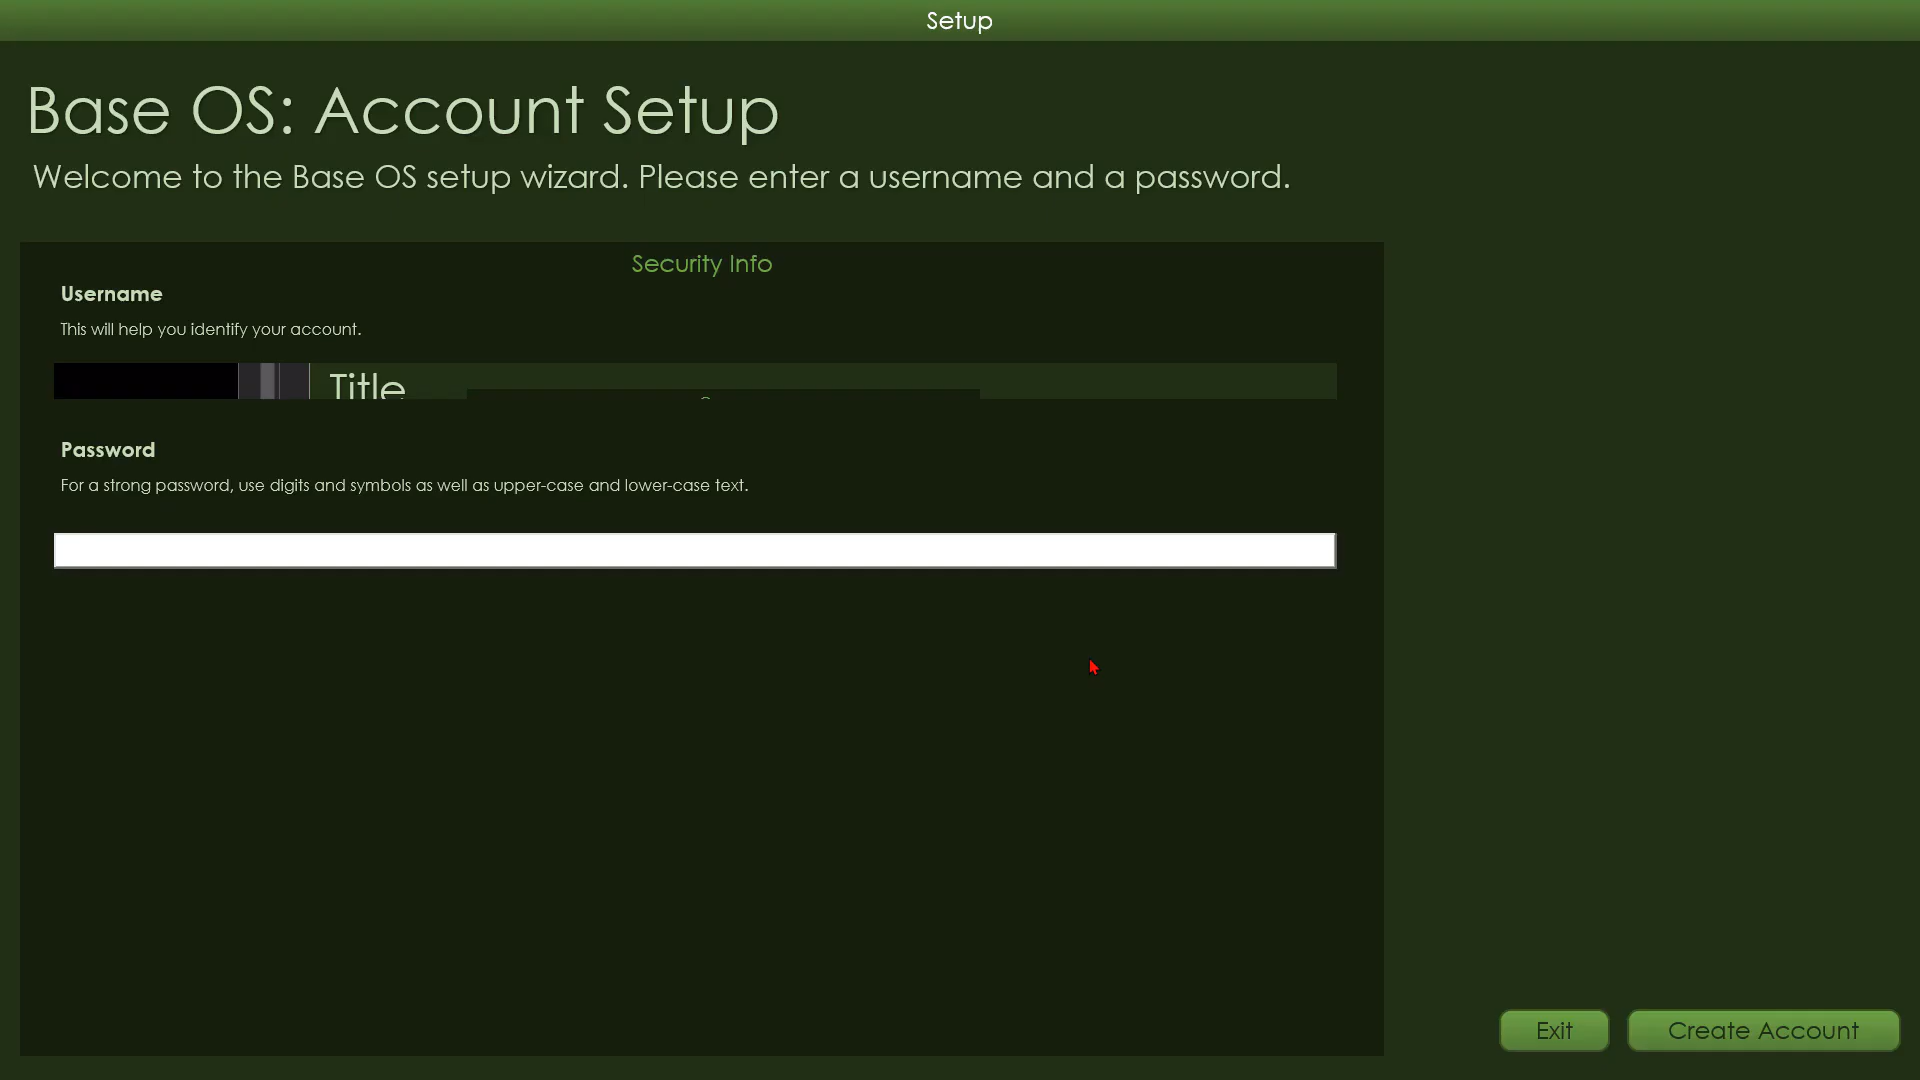 Setup
Base OS: Account Setup
Welcome to the Base OS setup wizard. Please enter a username and a password.
Security Info
Username
This will help you identify your account.
Title
Password
For a strong password, use digits and symbols as well as upper-case and lower-case text.
Exit
Create Account